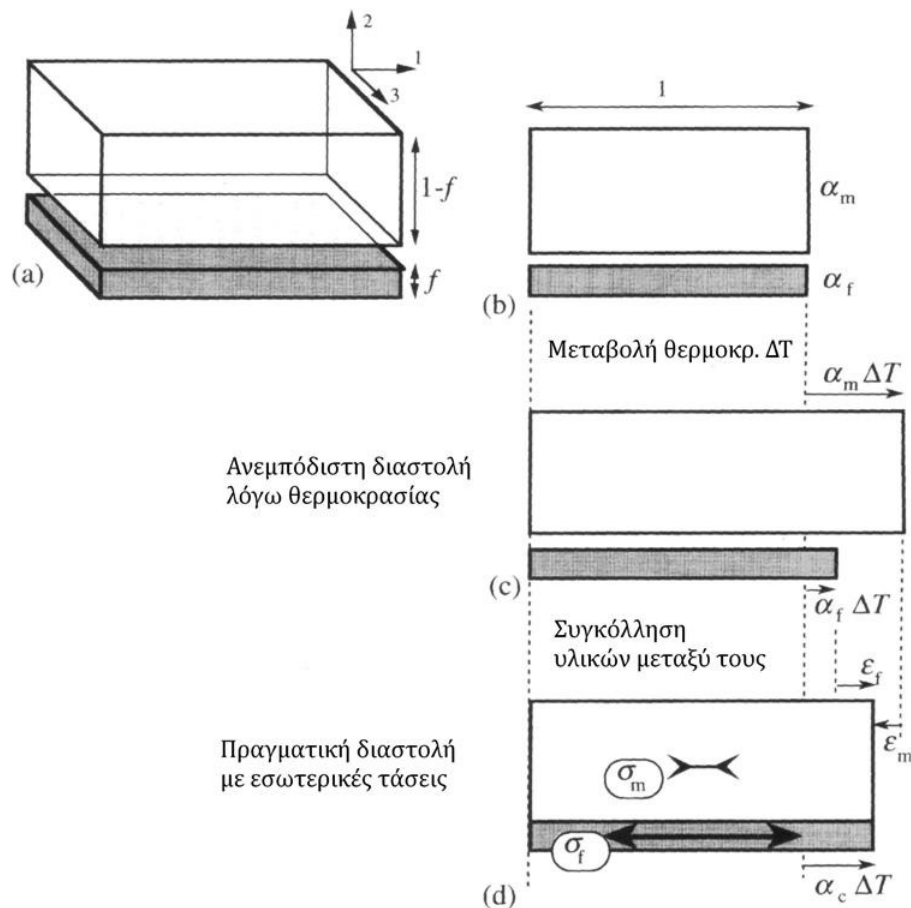 2
1
3
1-f
f
(a)
1
α_m
α_f
(b)
Μεταβολή θερμοκρ. ΔΤ
α_m ΔT
Ανεμπόδιστη διαστολή
λόγω θερμοκρασίας
(c)
α_f ΔT
Συγκόλληση
υλικών μεταξύ τους
ε_f
ε_m
Πραγματική διαστολή
με εσωτερικές τάσεις
σ_m
σ_f
(d)
α_c ΔT